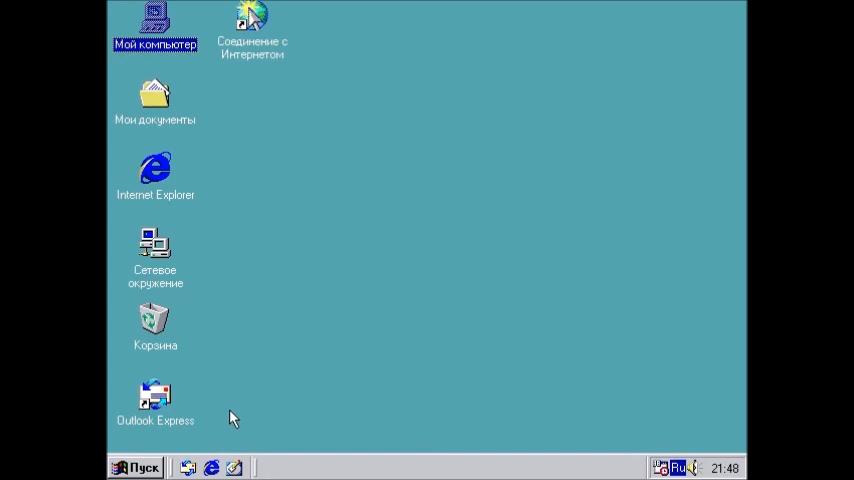 Мой компьютер
Соединение с
Интернетом
Мои документы
Internet Explorer
Сетевое
окружение
Корзина
Outlook Express
Пуск
Ru
21:48